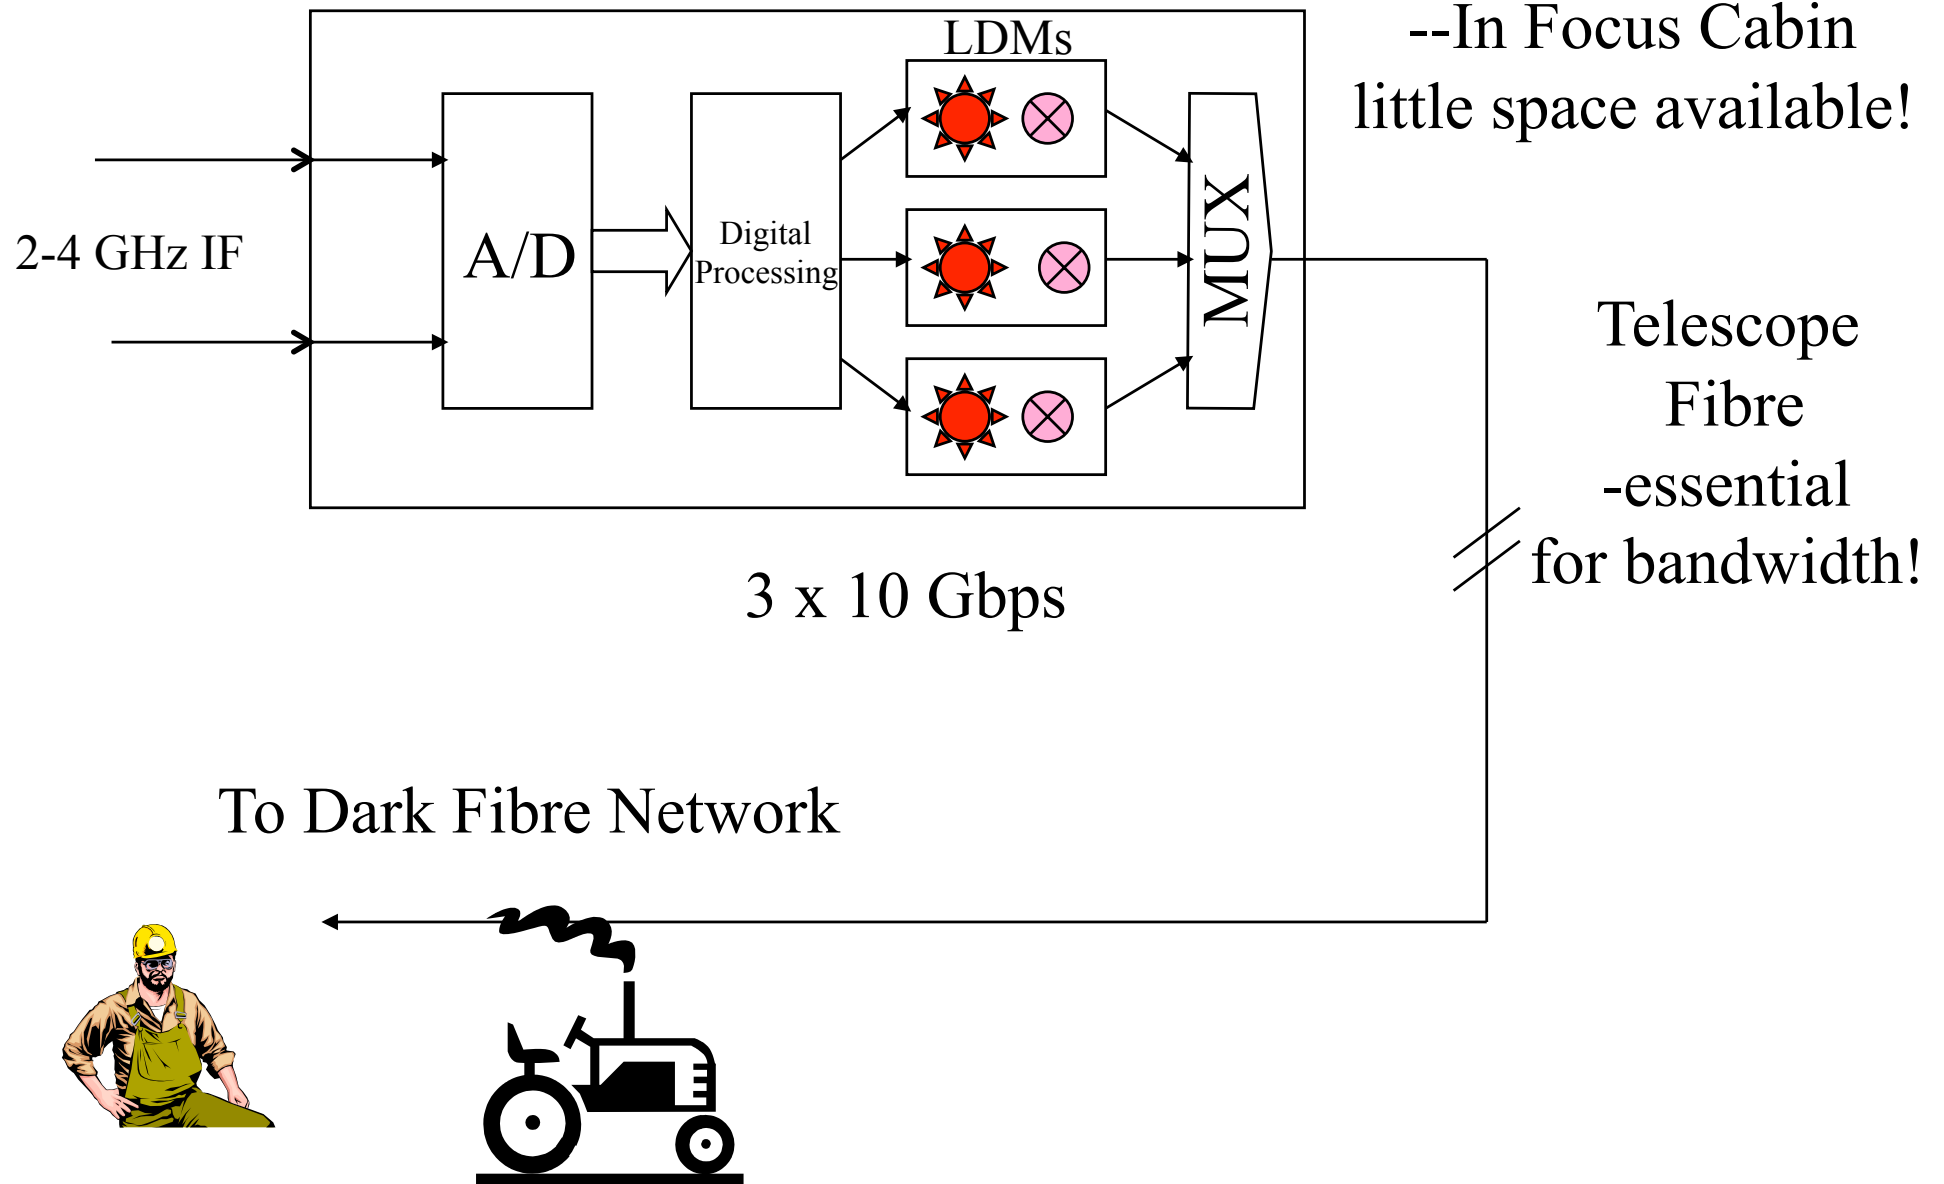 LDMs
--In Focus Cabin
little space available!
2-4 GHz IF
A/D
Digital
Processing
MUX
Telescope
Fibre
-essential
for bandwidth!
3 x 10 Gbps
To Dark Fibre Network